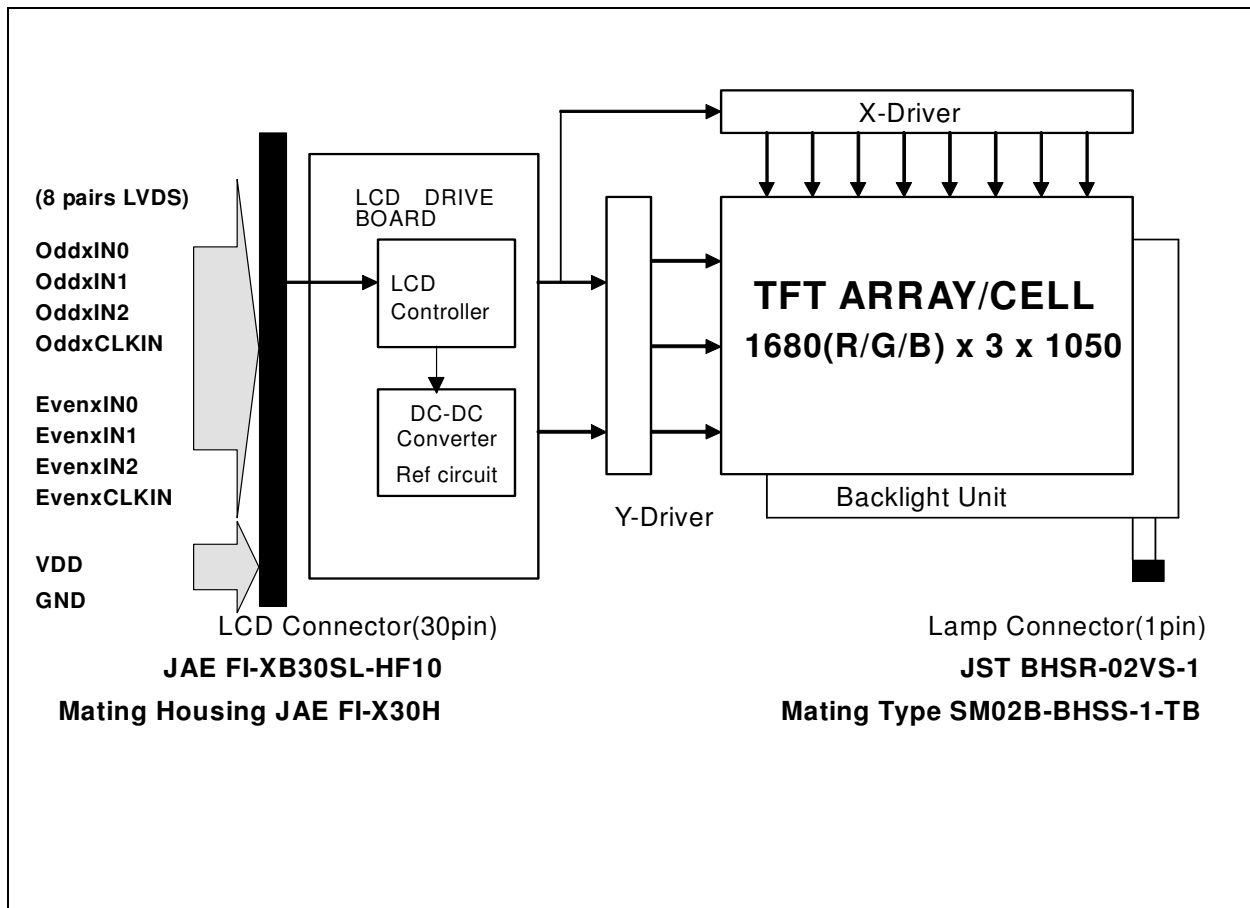 X-Driver
(8 pairs LVDS)
OddxIN0
OddxIN1
OddxIN2
OddxCLKIN
EvenxIN0
EvenxIN1
EvenxIN2
EvenxCLKIN
VDD
GND
LCD DRIVE
BOARD
LCD
Controller
DC-DC
Converter
Ref circuit
Y-Driver
TFT ARRAY/CELL
1680(R/G/B) x 3 x 1050
Backlight Unit
LCD Connector(30pin)
JAE FI-XB30SL-HF10
Mating Housing JAE FI-X30H
Lamp Connector(1pin)
JST BHSR-02VS-1
Mating Type SM02B-BHSS-1-TB